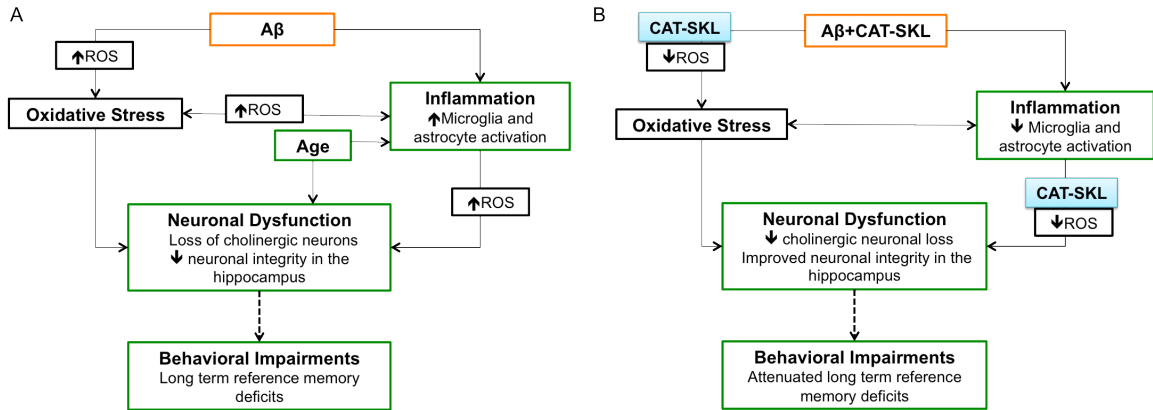 A
Aβ
↑ROS
Oxidative Stress
↑ROS
Inflammation
↑Microglia and
astrocyte activation
Age
↑ROS
Neuronal Dysfunction
Loss of cholinergic neurons
↓ neuronal integrity in the
hippocampus
Behavioral Impairments
Long term reference memory
deficits
B
CAT-SKL
↓ROS
Aβ+CAT-SKL
Oxidative Stress
Inflammation
↓ Microglia and
astrocyte activation
CAT-SKL
↓ROS
Neuronal Dysfunction
↓ cholinergic neuronal loss
Improved neuronal integrity in the
hippocampus
Behavioral Impairments
Attenuated long term reference
memory deficits